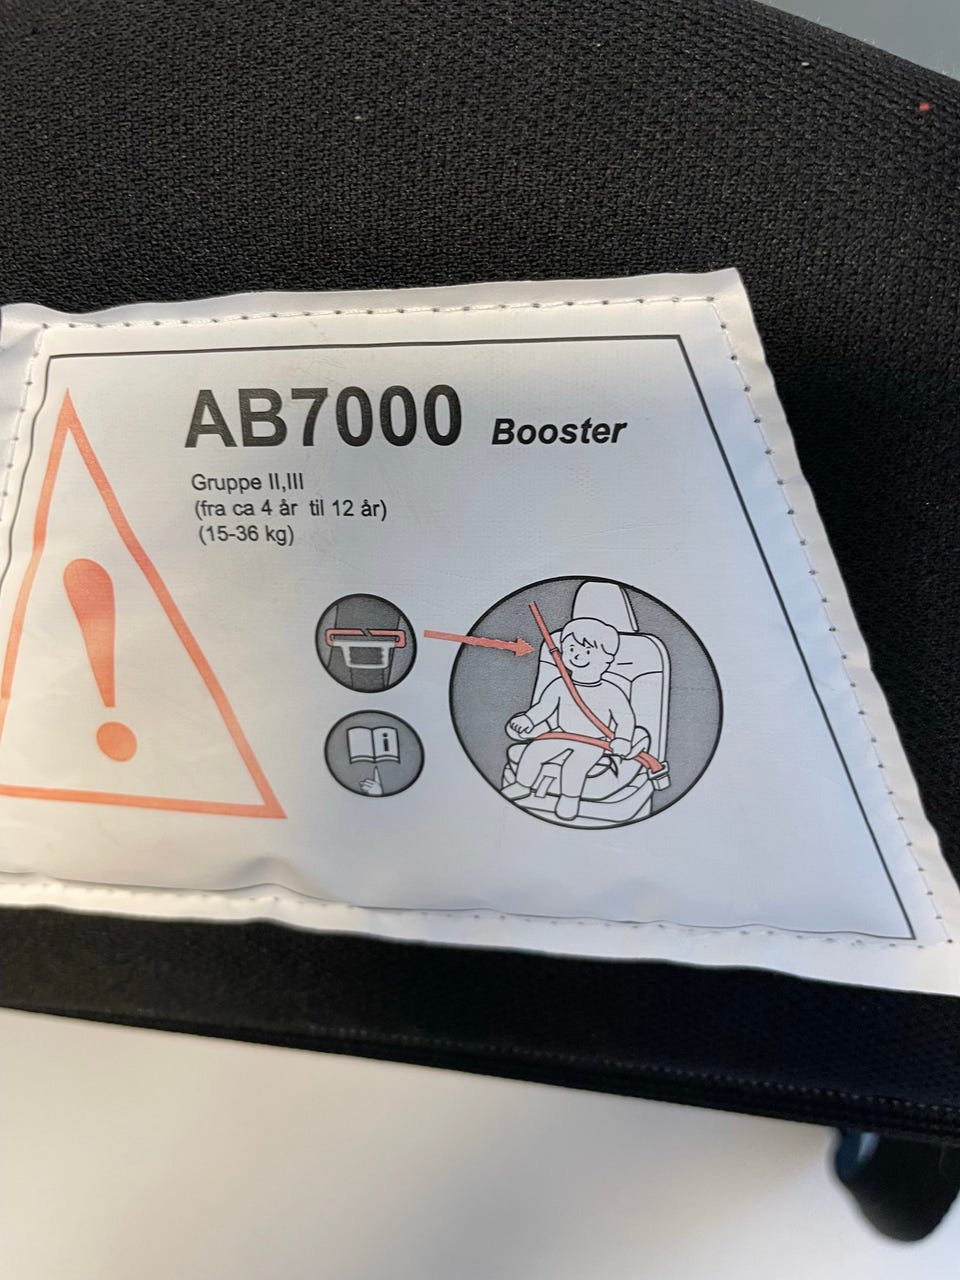 AB7000 Booster
Gruppe II,III
(fra ca 4 år til 12 år)
(15-36 kg)
i